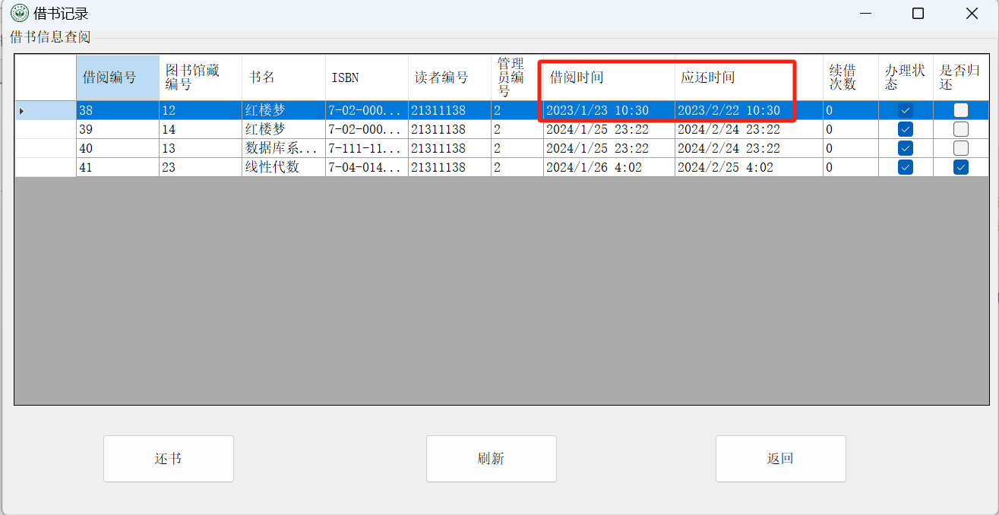 借书记录
借书信息查阅
借阅编号 图书馆藏编号 书名 ISBN 读者编号 管理员编号 借阅时间 应还时间 续借次数 办理状态 是否归还
38 12 红楼梦 7-02-000... 21311138 2 2023/1/23 10:30 2023/2/22 10:30 0
39 14 红楼梦 7-02-000... 21311138 2 2024/1/25 23:22 2024/2/24 23:22 0
40 13 数据库系... 7-111-11... 21311138 2 2024/1/25 23:22 2024/2/24 23:22 0
41 23 线性代数 7-04-014... 21311138 2 2024/1/26 4:02 2024/2/25 4:02 0
还书 刷新 返回